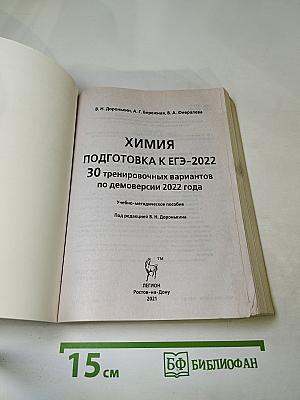 В. Н. Доронькин, А. Г. Бережная, В. А. Февралева
ХИМИЯ
ПОДГОТОВКА К ЕГЭ-2022
30 тренировочных вариантов
по демоверсии 2022 года
Учебно-методическое пособие
Под редакцией В. Н. Доронькина
TM
ЛЕГИОН
Ростов-на-Дону
2021
15 см
БФ БИБЛИОФАН